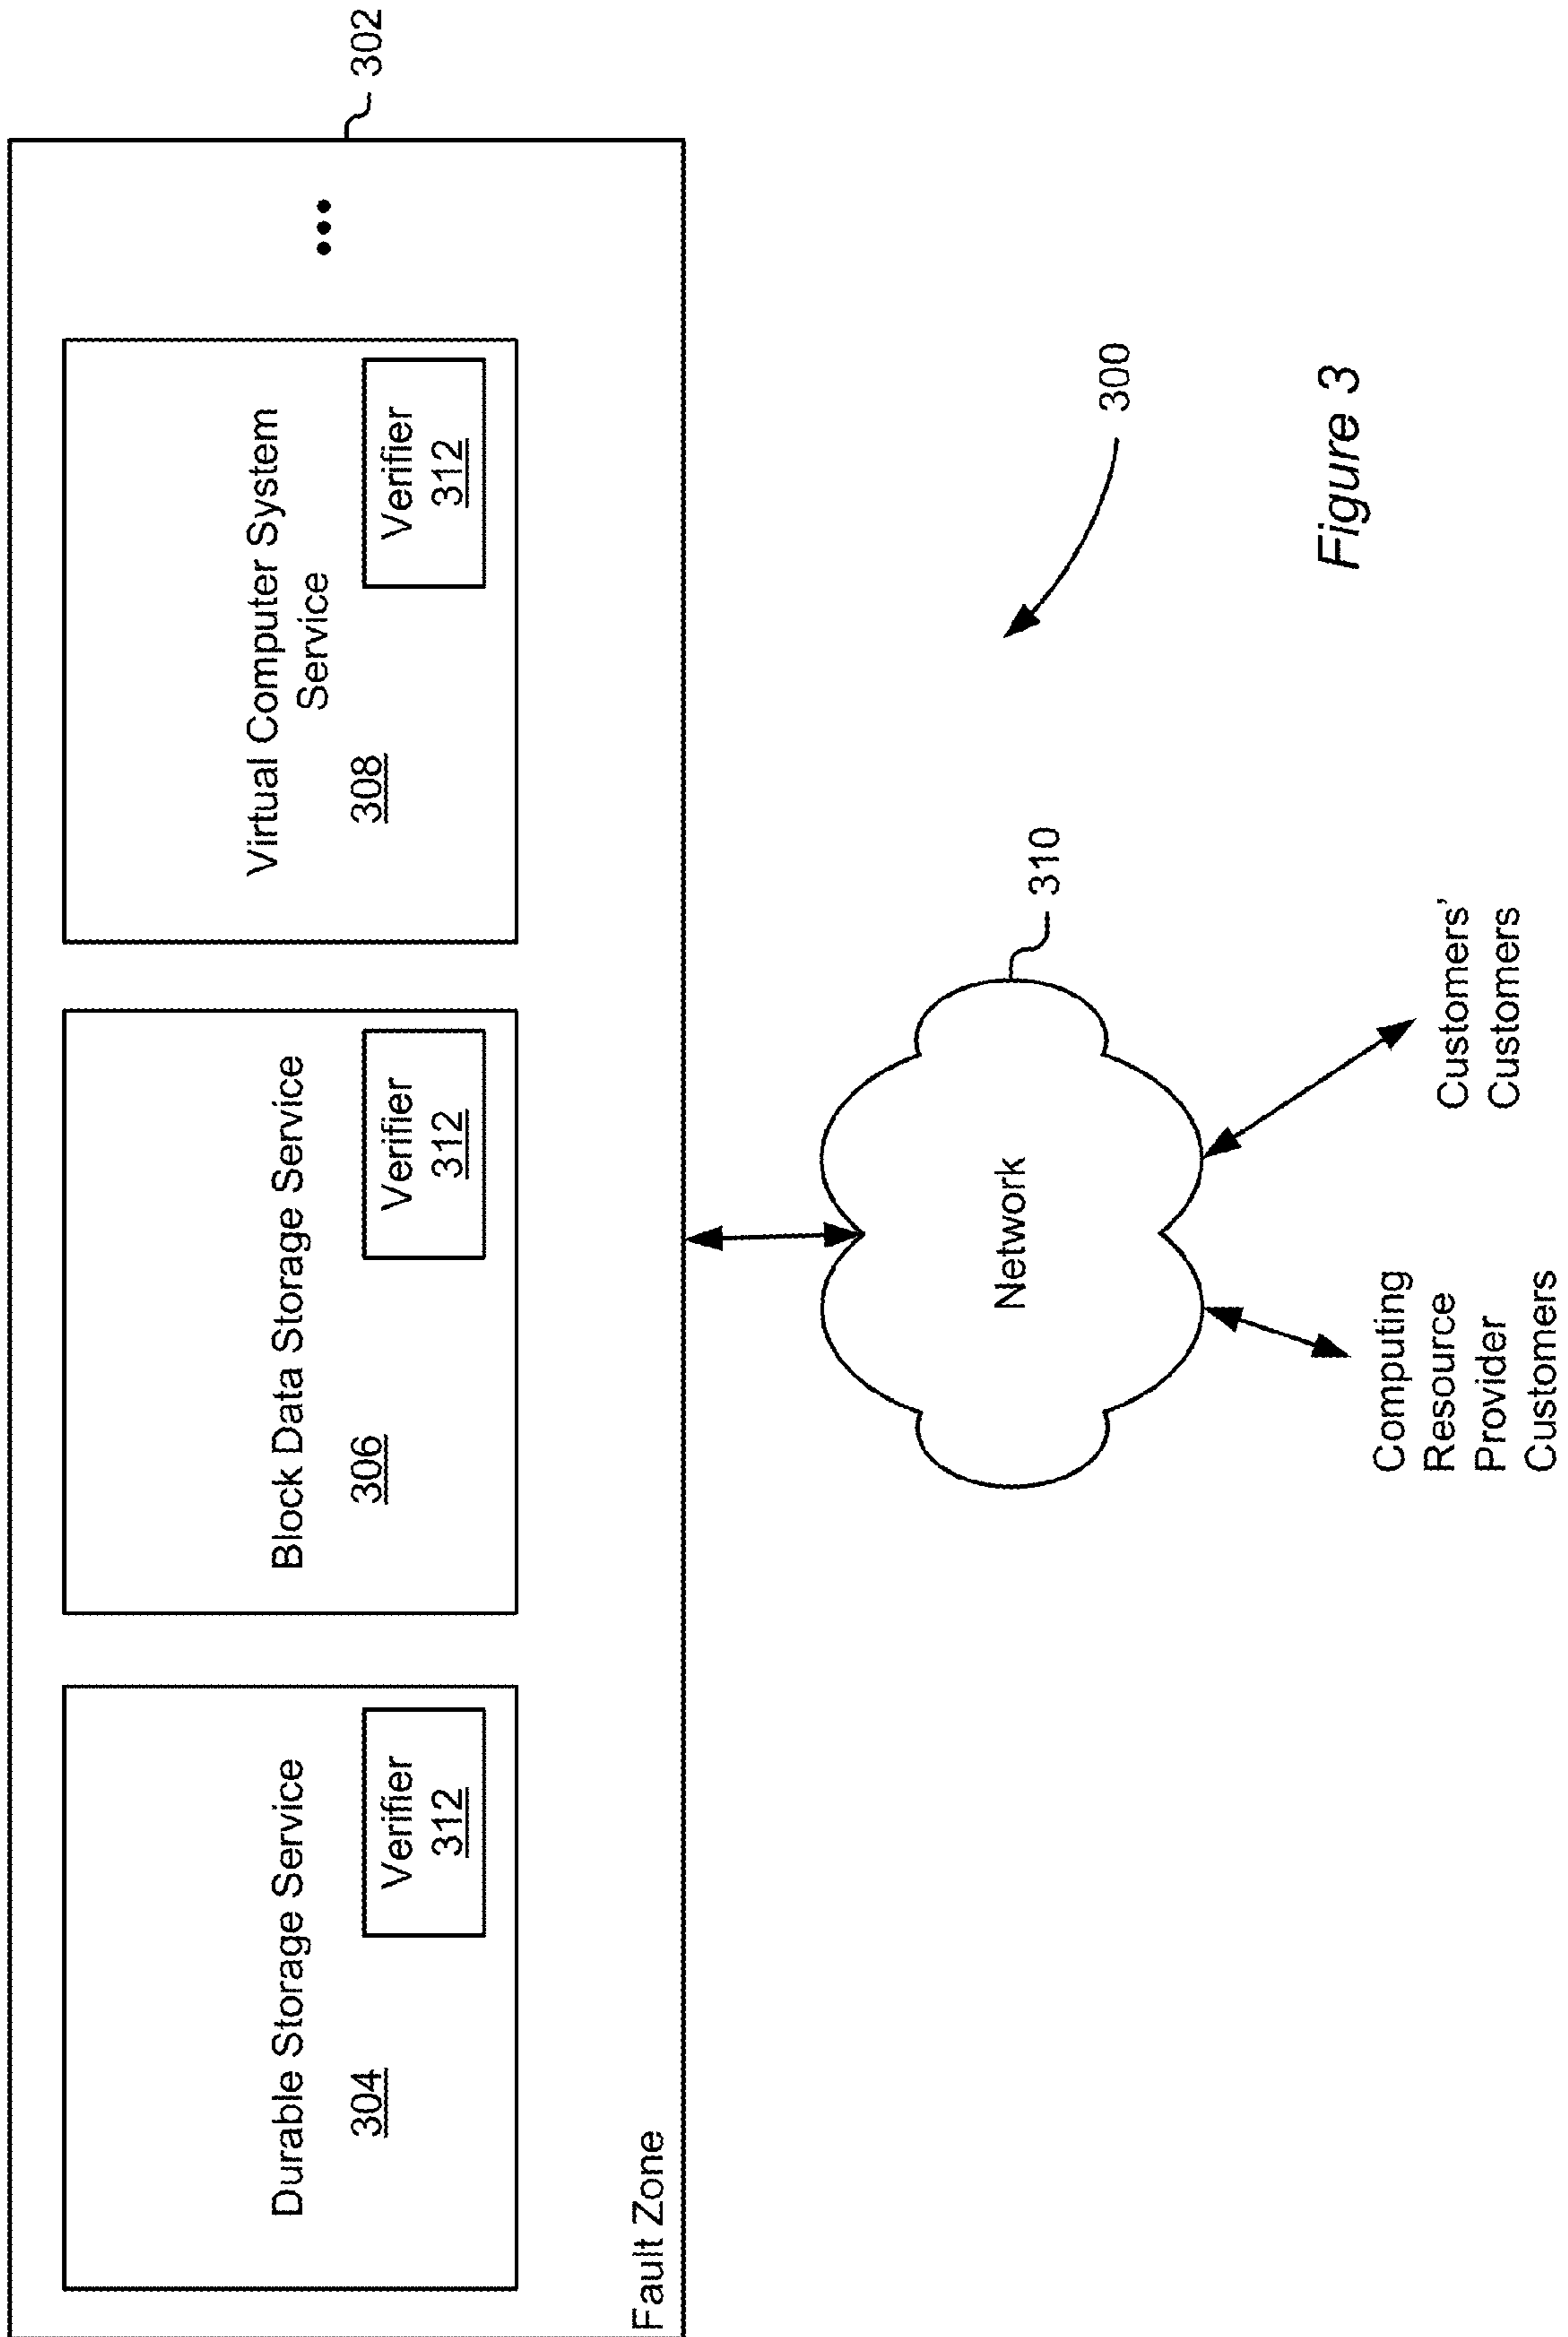 302
Durable Storage Service
304
Verifier
312
Block Data Storage Service
306
Verifier
312
Virtual Computer System
Service
308
Verifier
312
•••
Fault Zone
Network
310
300
Computing
Resource
Provider
Customers
Customers’
Customers
Figure 3